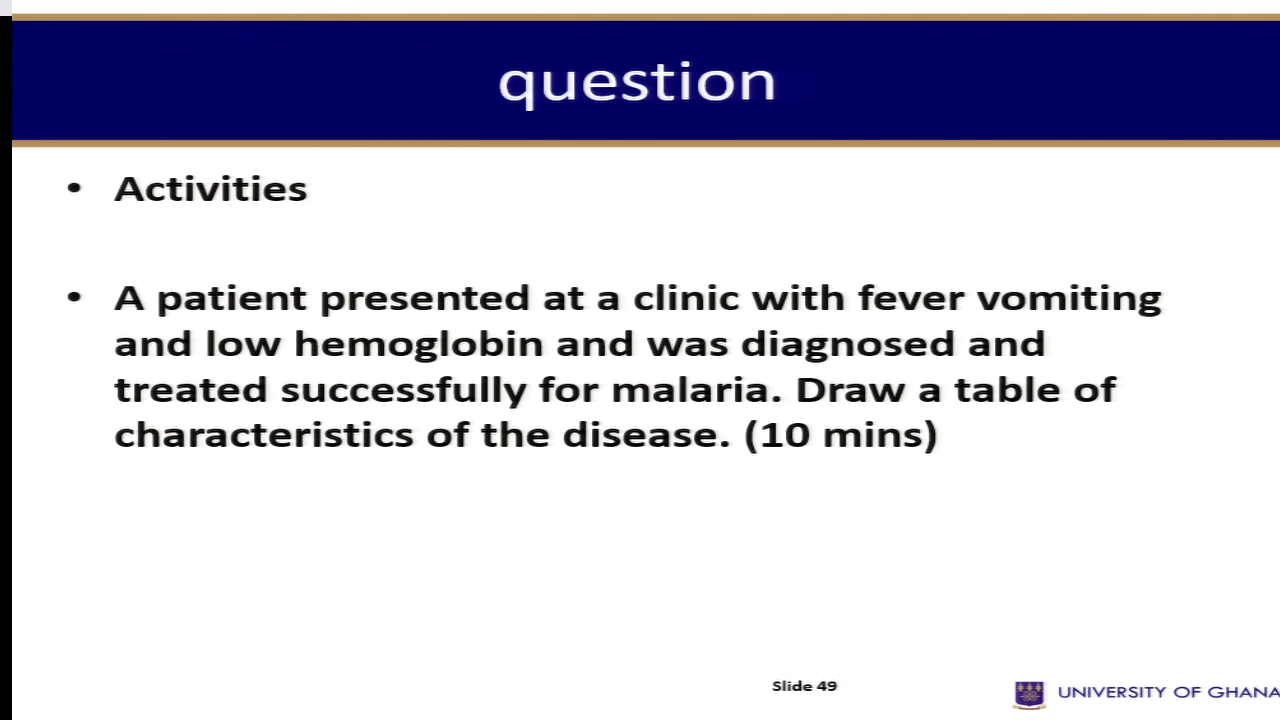 question
• Activities
• A patient presented at a clinic with fever vomiting
and low hemoglobin and was diagnosed and
treated successfully for malaria. Draw a table of
characteristics of the disease. (10 mins)
Slide 49
UNIVERSITY OF GHANA